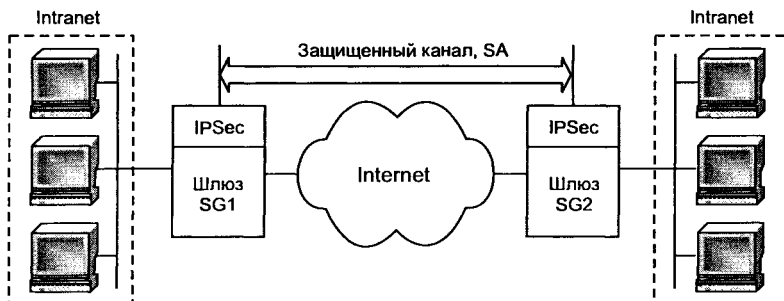 Intranet
Intranet
Защищенный канал, SA
IPSec
IPSec
Шлюз
SG1
Internet
Шлюз
SG2